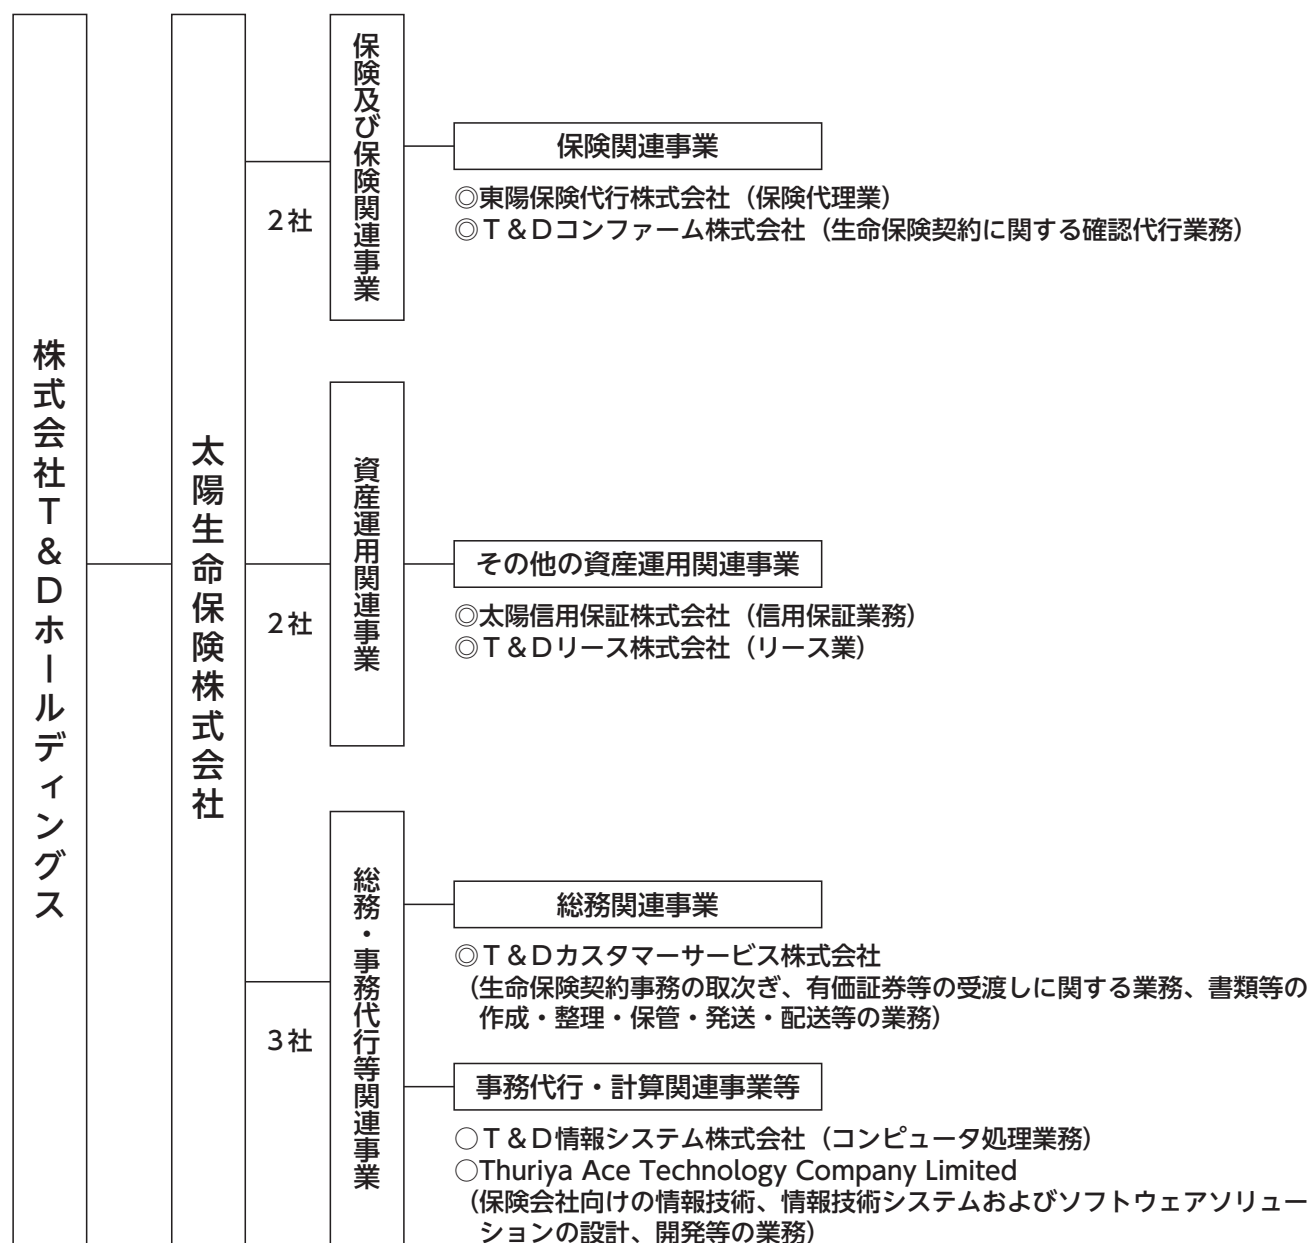 株式会社Ｔ＆Ｄホールディングス
太陽生命保険株式会社
2社
保険及び保険関連事業
保険関連事業
◎東陽保険代行株式会社（保険代理業）
◎Ｔ＆Ｄコンファーム株式会社（生命保険契約に関する確認代行業務）
2社
資産運用関連事業
その他の資産運用関連事業
◎太陽信用保証株式会社（信用保証業務）
◎Ｔ＆Ｄリース株式会社（リース業）
3社
総務・事務代行等関連事業
総務関連事業
◎Ｔ＆Ｄカスタマーサービス株式会社
（生命保険契約事務の取次ぎ、有価証券等の受渡しに関する業務、書類等の
作成・整理・保管・発送・配送等の業務）
事務代行・計算関連事業等
○Ｔ＆Ｄ情報システム株式会社（コンピュータ処理業務）
○Thuriya Ace Technology Company Limited
（保険会社向けの情報技術、情報技術システムおよびソフトウェアソリュー
ションの設計、開発等の業務）